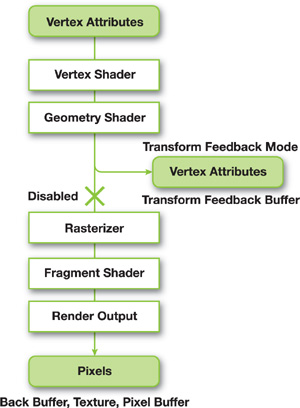 Vertex Attributes
Vertex Shader
Geometry Shader
Transform Feedback Mode
Vertex Attributes
Transform Feedback Buffer
Disabled
Rasterizer
Fragment Shader
Render Output
Pixels
Back Buffer, Texture, Pixel Buffer